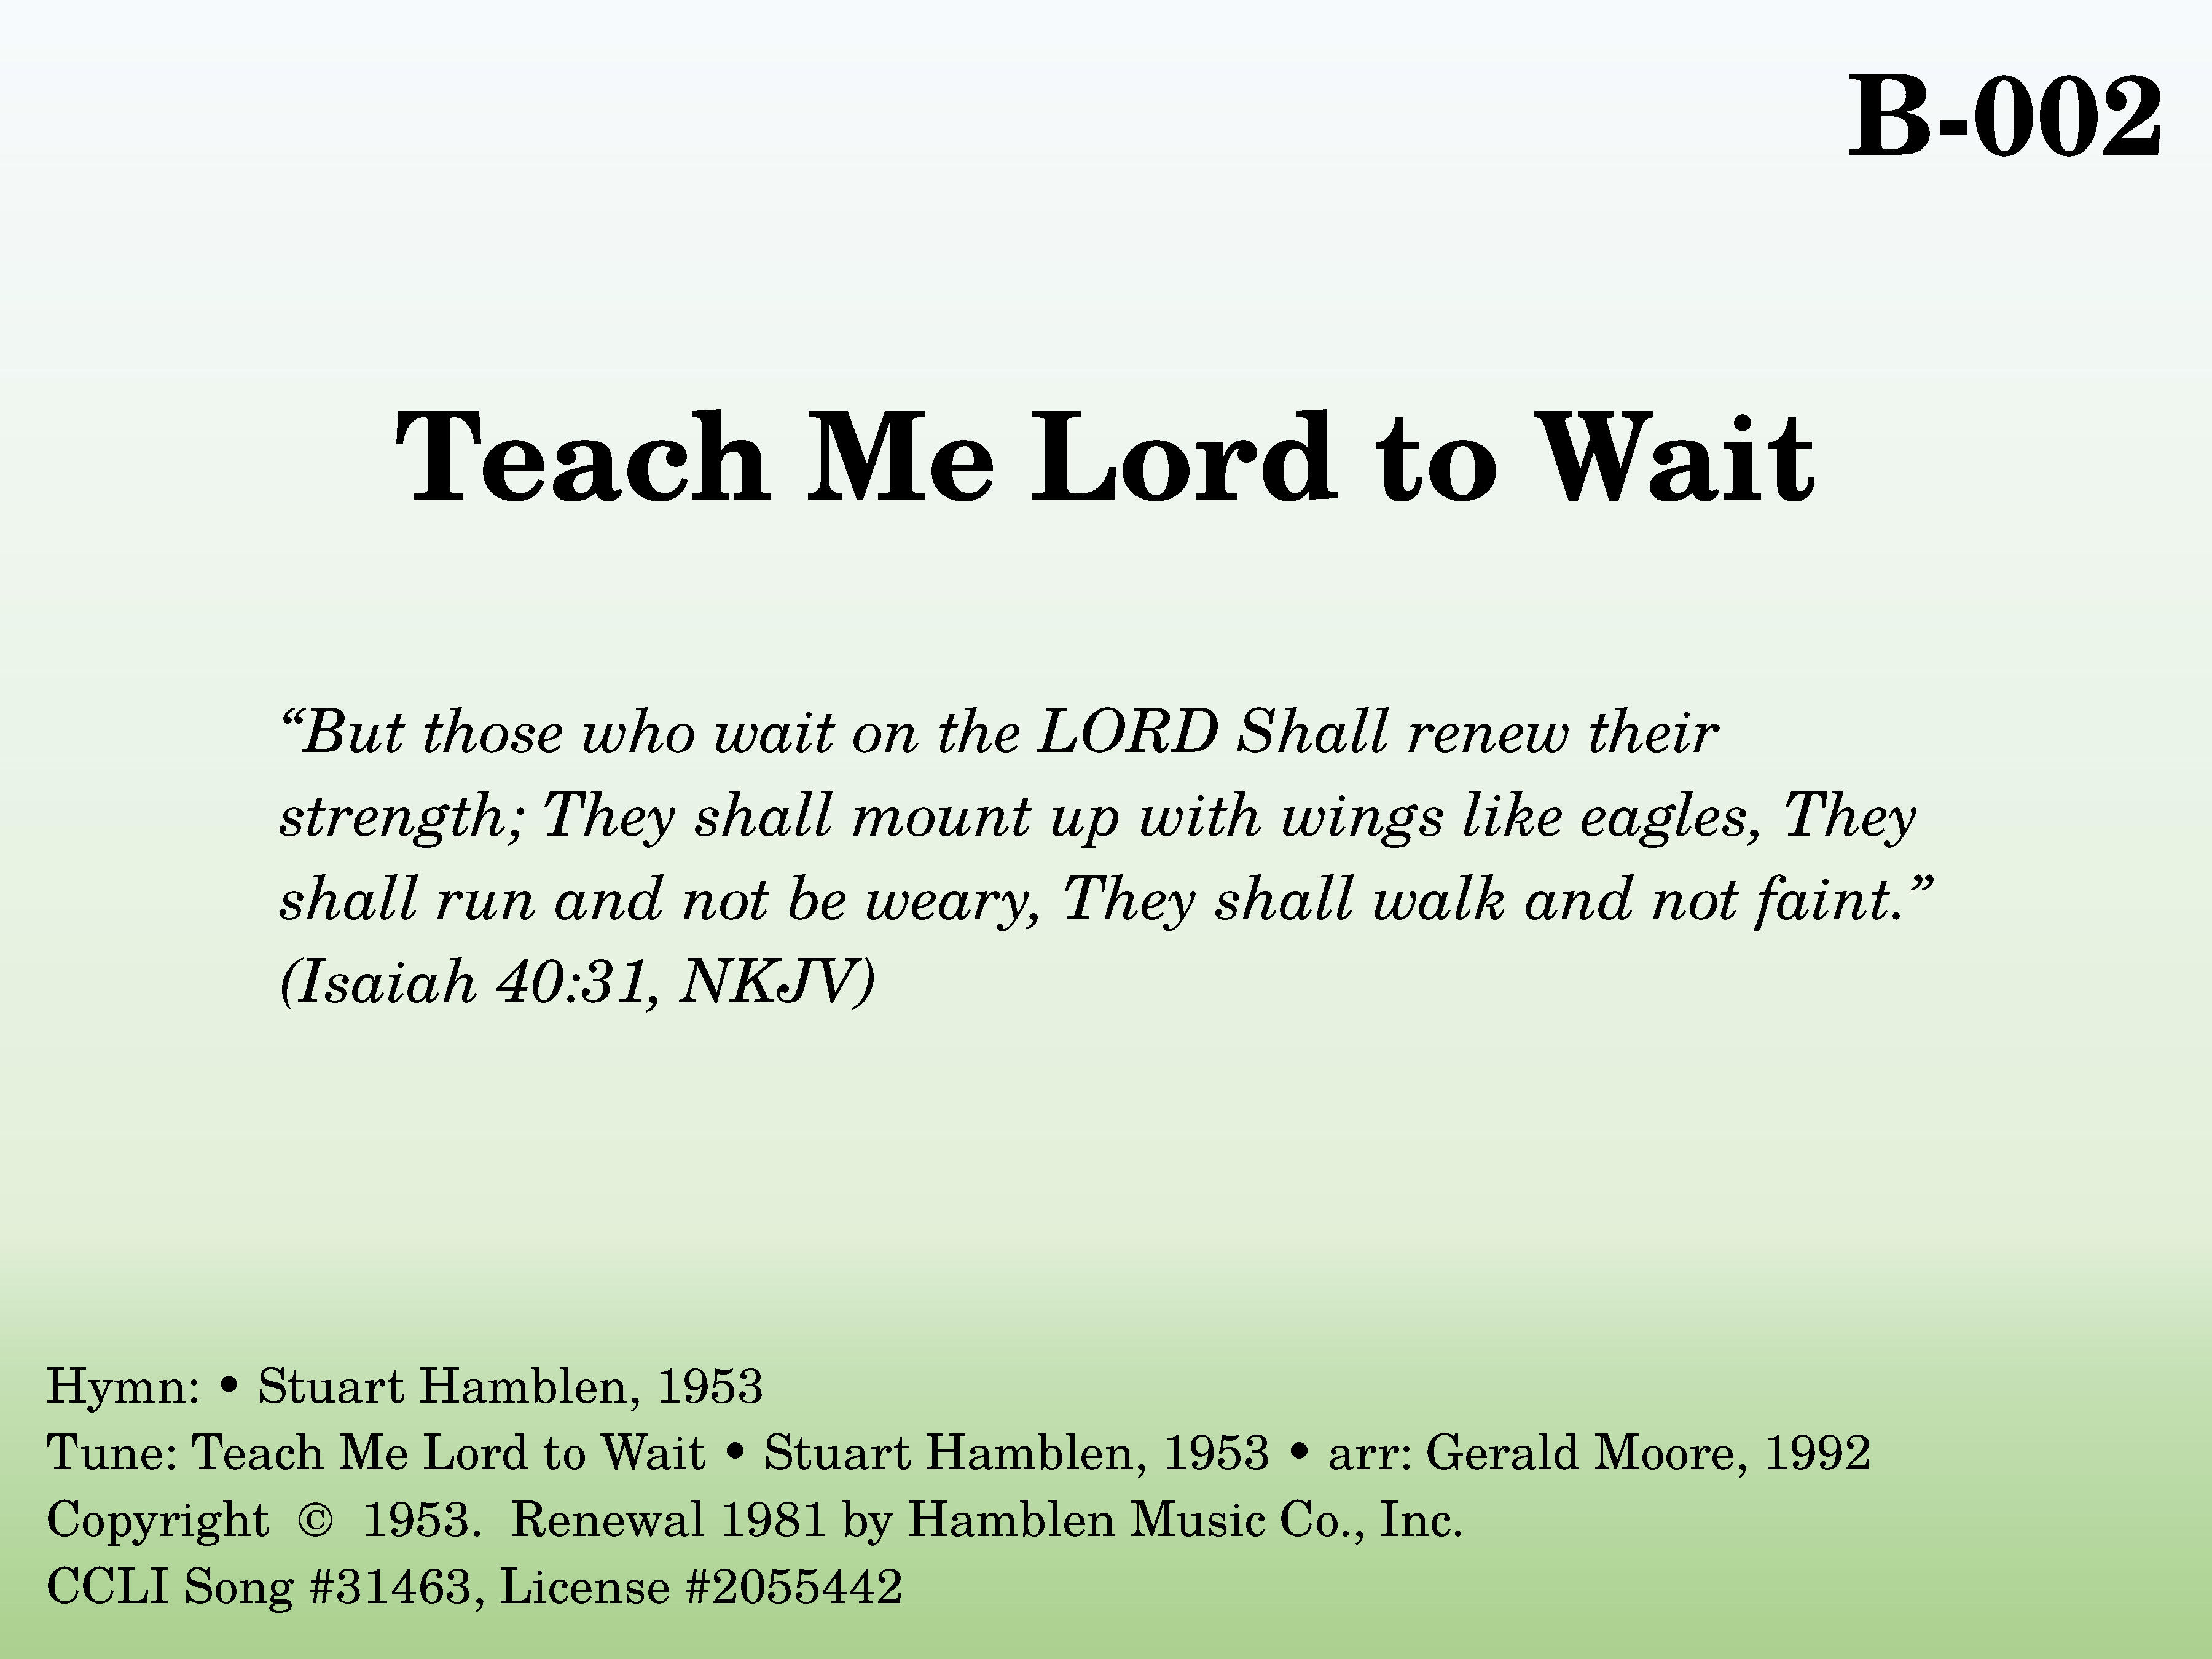 B-002
Teach Me Lord to Wait
“But those who wait on the LORD Shall renew their
strength; They shall mount up with wings like eagles, They
shall run and not be weary, They shall walk and not faint.”
(Isaiah 40:31, NKJV)
Hymn: • Stuart Hamblen, 1953
Tune: Teach Me Lord to Wait • Stuart Hamblen, 1953 • arr: Gerald Moore, 1992
Copyright © 1953. Renewal 1981 by Hamblen Music Co., Inc.
CCLI Song #31463, License #2055442